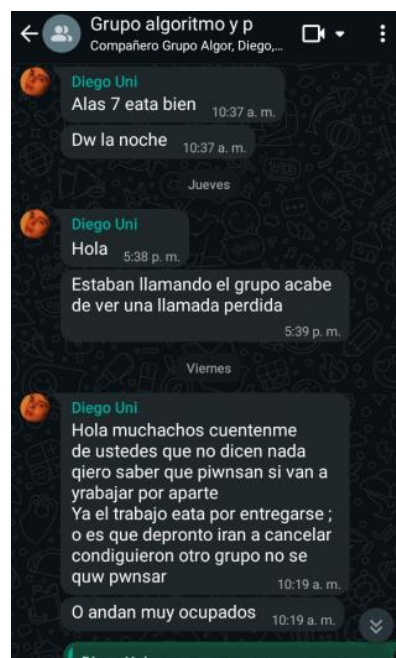 Grupo algoritmo y p
Compañero Grupo Algor, Diego,...
Diego Uni
Alas 7 eata bien 10:37 a. m.
Dw la noche 10:37 a. m.
Jueves
Diego Uni
Hola 5:38 p. m.
Estaban llamando el grupo acabe
de ver una llamada perdida
5:39 p. m.
Viernes
Diego Uni
Hola muchachos cuentenme
de ustedes que no dicen nada
qiero saber que piwnsan si van a
yrabajar por aparte
Ya el trabajo eata por entregarse ;
o es que depronto iran a cancelar
condiguieron otro grupo no se
quw pwnsar
10:19 a. m.
O andan muy ocupados 10:19 a. m.